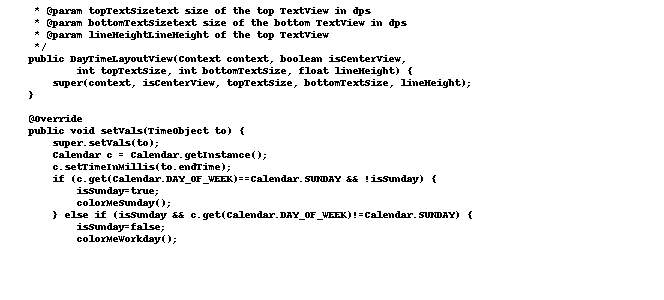 * @param topTextSizetext size of the top TextView in dps
* @param bottomTextSizetext size of the bottom TextView in dps
* @param lineHeightLineHeight of the top TextView
*/
public DayTimeLayoutView(Context context, boolean isCenterView,
int topTextSize, int bottomTextSize, float lineHeight) {
super(context, isCenterView, topTextSize, bottomTextSize, lineHeight);
}
@Override
public void setVals(TimeObject to) {
super.setVals(to);
Calendar c = Calendar.getInstance();
c.setTimeInMillis(to.endTime);
if (c.get(Calendar.DAY_OF_WEEK)==Calendar.SUNDAY && !isSunday) {
isSunday=true;
colorMeSunday();
} else if (isSunday && c.get(Calendar.DAY_OF_WEEK)!=Calendar.SUNDAY) {
isSunday=false;
colorMeWorkday();